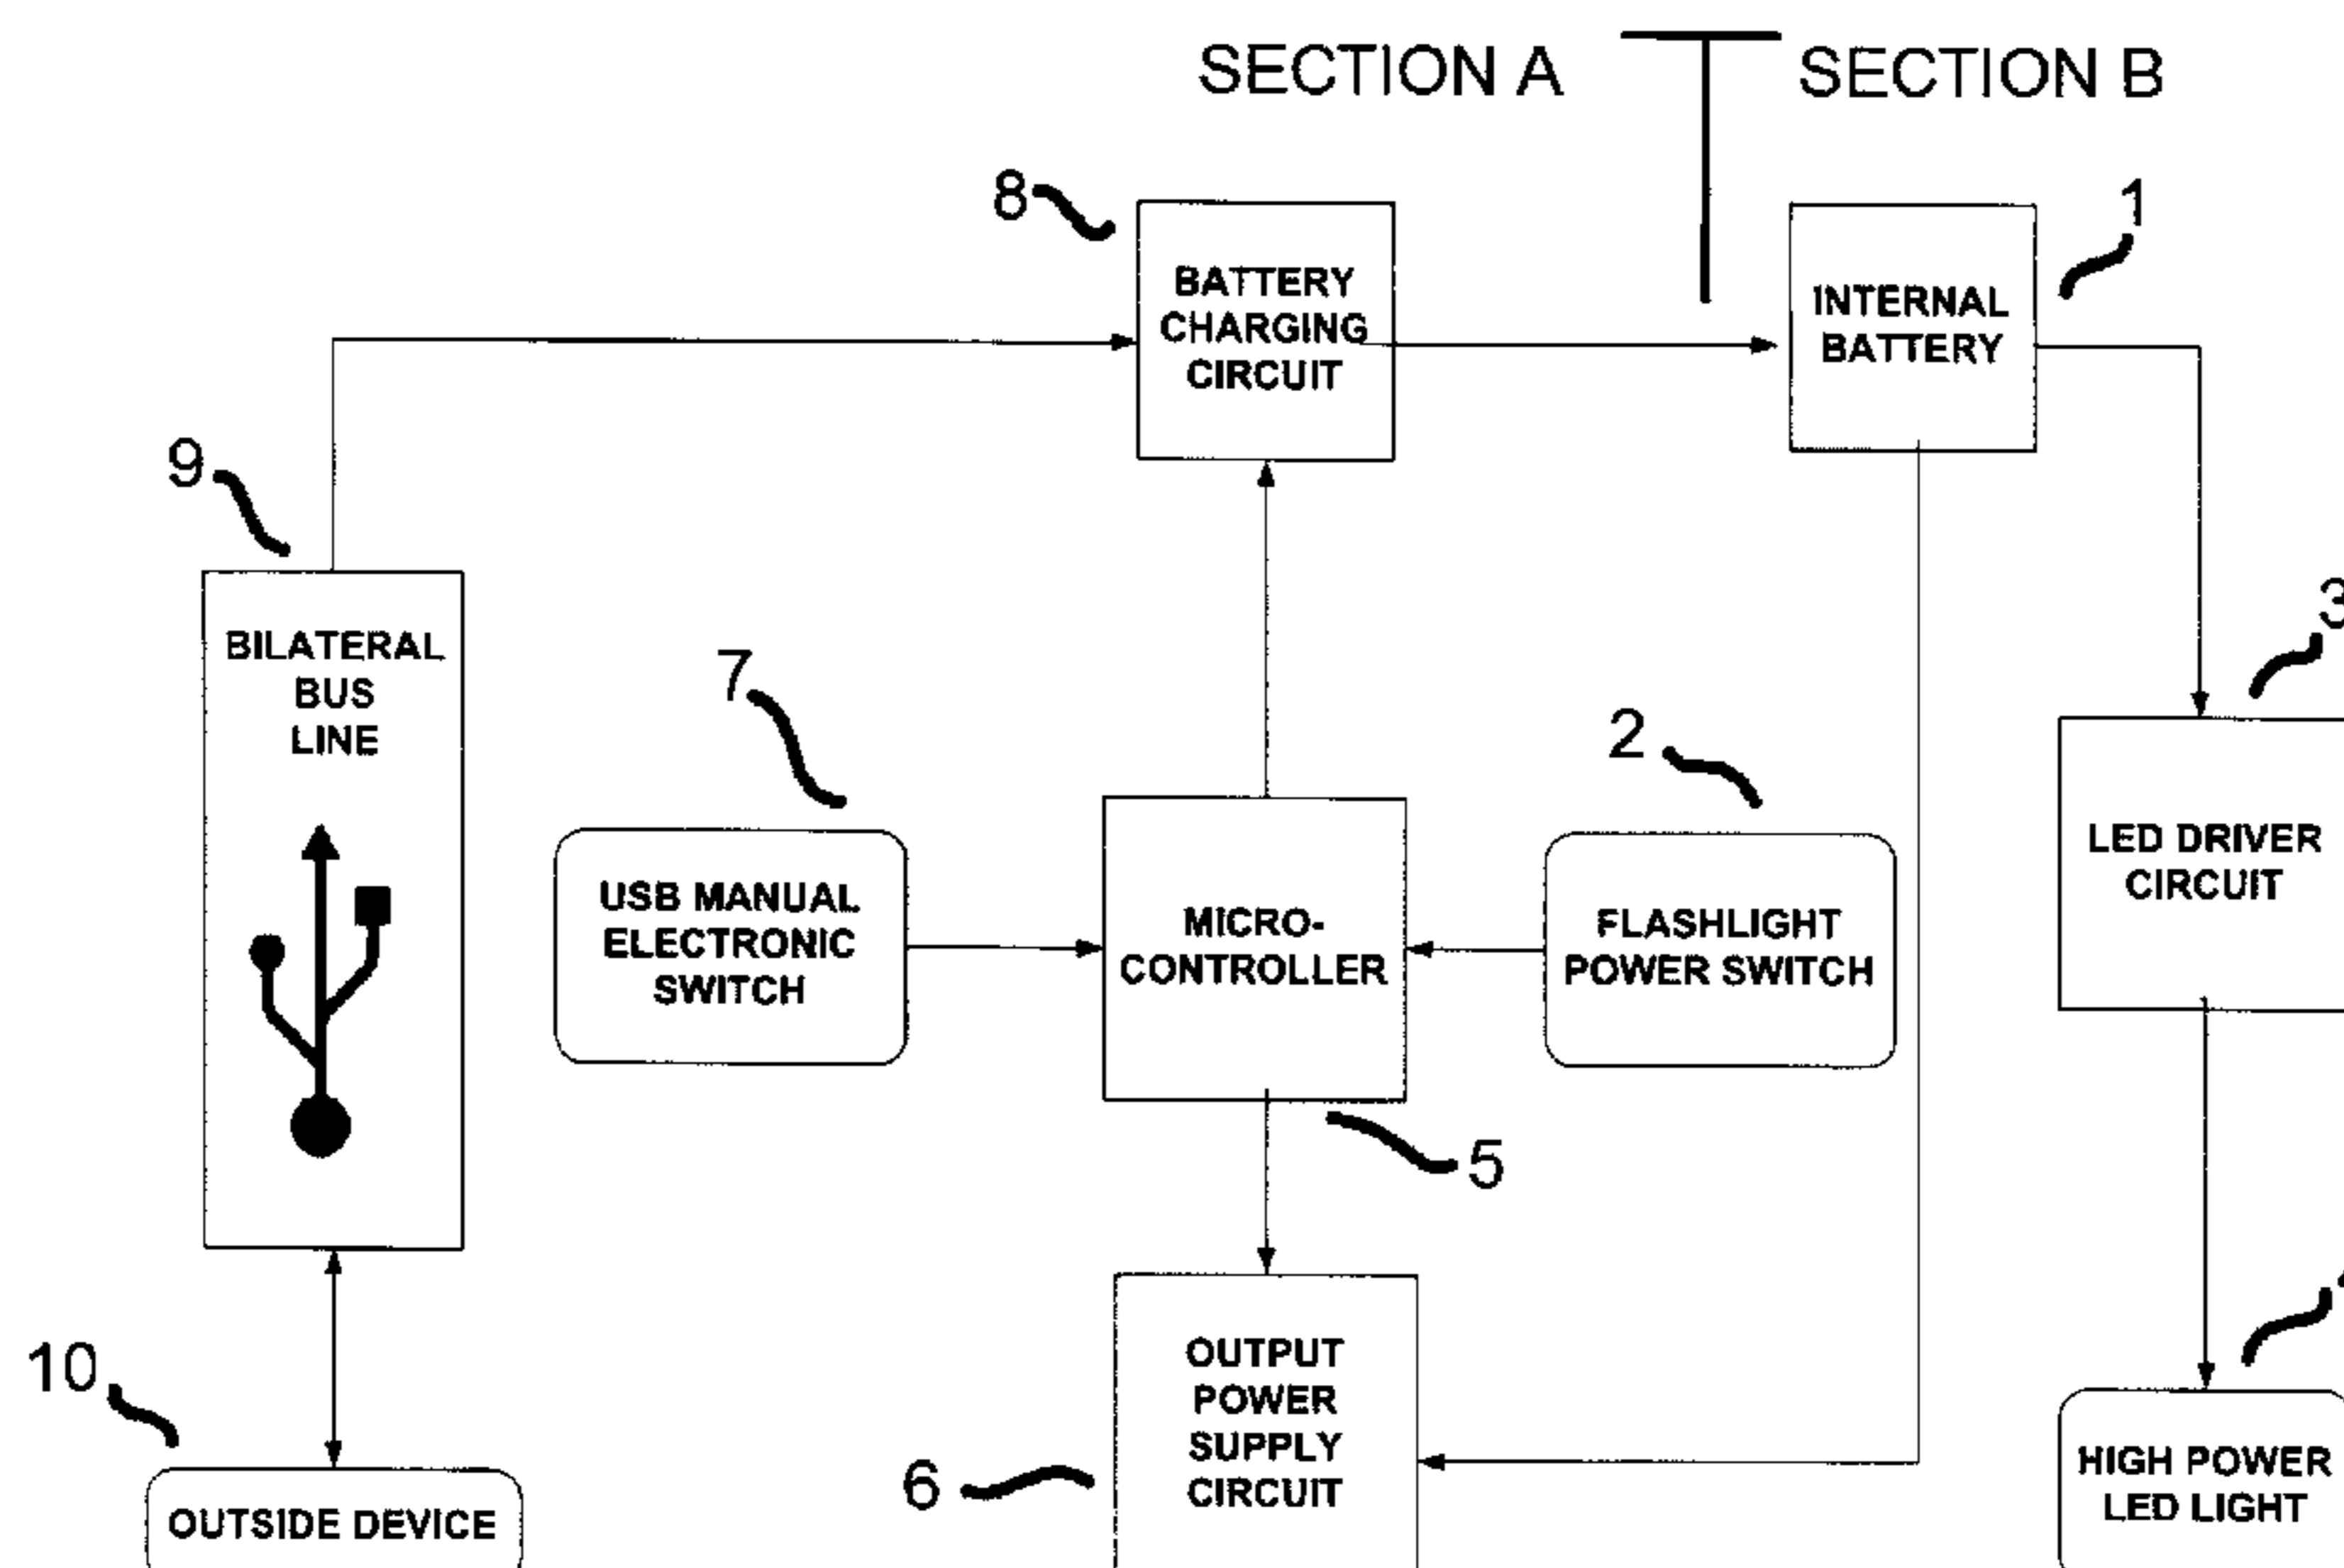 SECTION A
SECTION B
8
BATTERY
CHARGING
CIRCUIT
1
INTERNAL
BATTERY
9
BILATERAL
BUS
LINE
7
USB MANUAL
ELECTRONIC
SWITCH
MICRO-
CONTROLLER
5
2
FLASHLIGHT
POWER SWITCH
3
LED DRIVER
CIRCUIT
10
OUTSIDE DEVICE
6
OUTPUT
POWER
SUPPLY
CIRCUIT
HIGH POWER
LED LIGHT